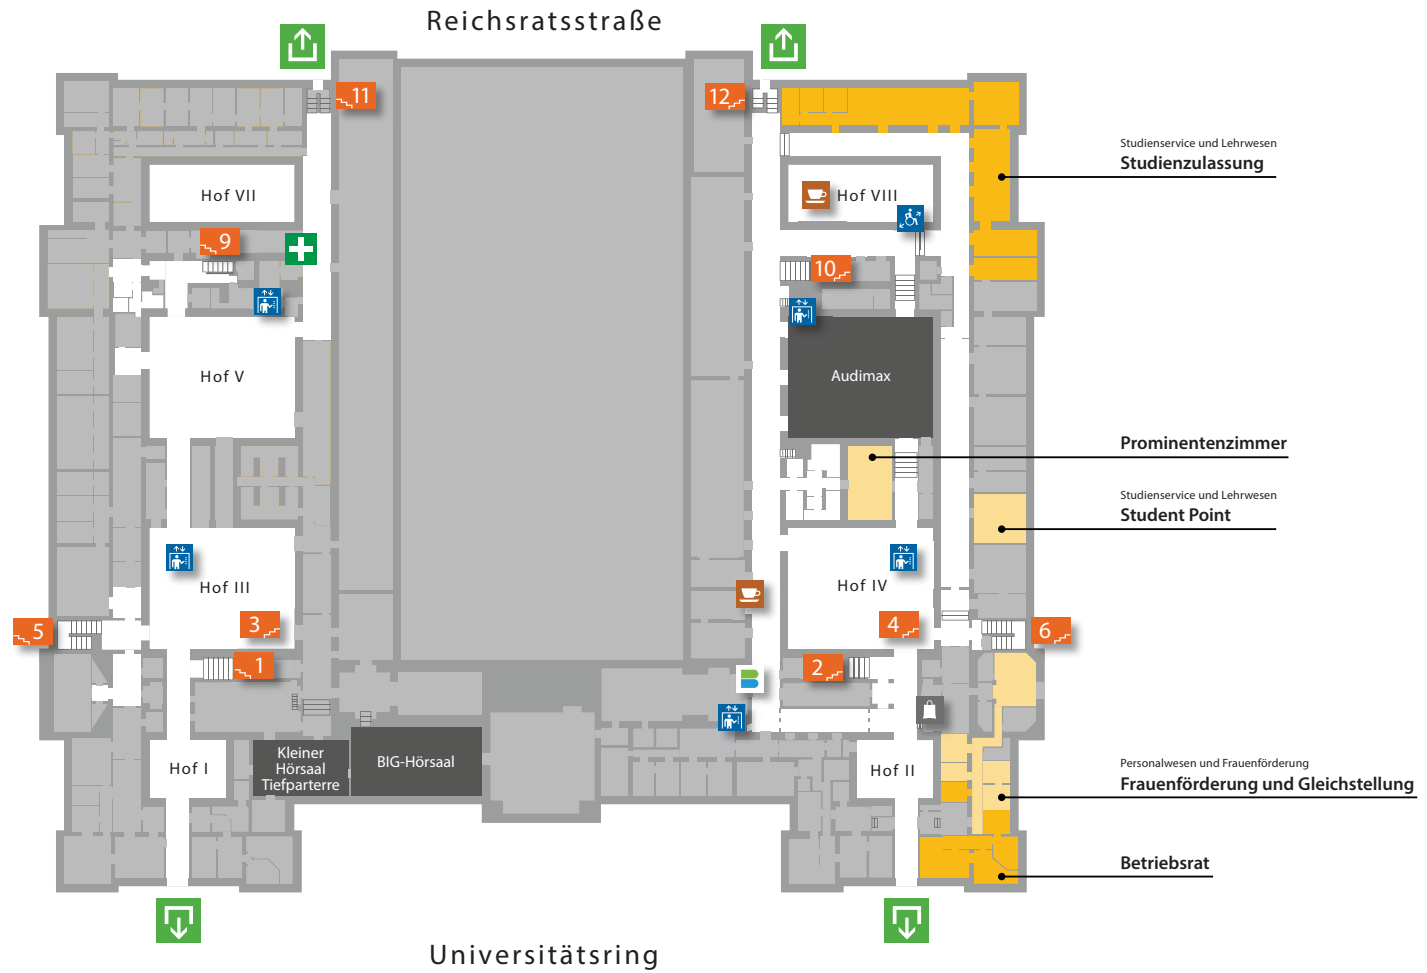 Reichsratsstraße
11
12
Studienservice und Lehrwesen
Studienzulassung
Hof VII
Hof VIII
9
10
Hof V
Audimax
Prominentenzimmer
Studienservice und Lehrwesen
Student Point
Hof III
Hof IV
5
3
4
6
1
2
Kleiner
Hörsaal
Tiefparterre
BIG-Hörsaal
Hof I
Hof II
Personalwesen und Frauenförderung
Frauenförderung und Gleichstellung
Betriebsrat
Universitätsring